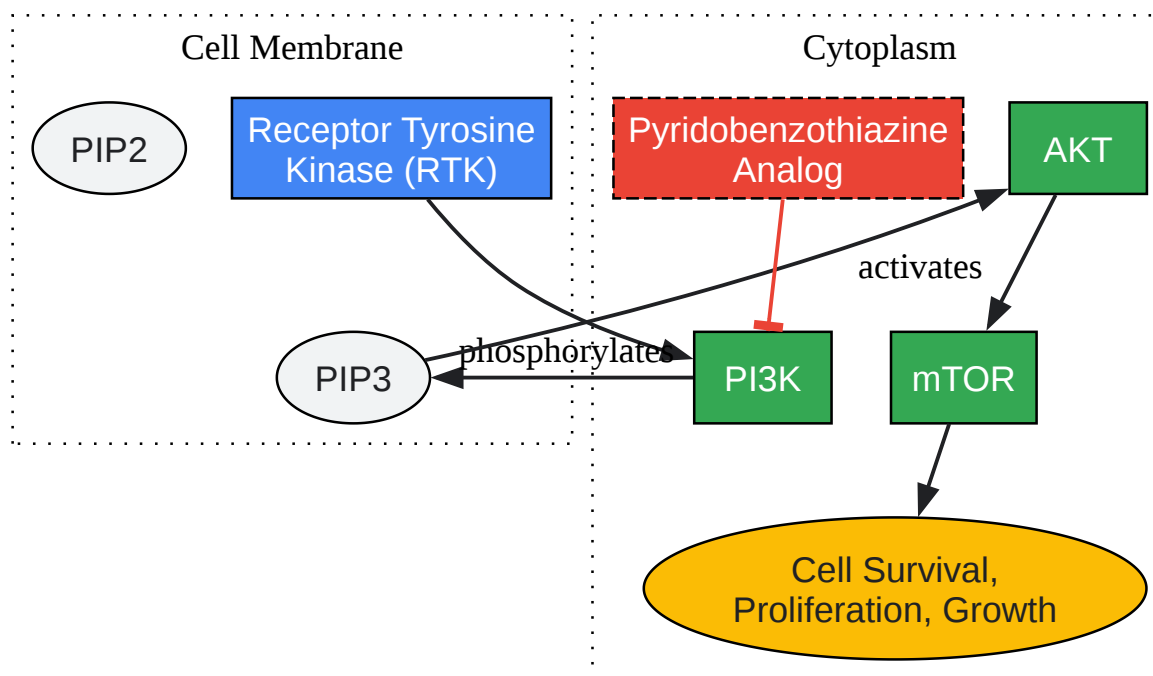 Cell Membrane
Cytoplasm
PIP2
Receptor Tyrosine
Kinase (RTK)
Pyridobenzothiazine
Analog
AKT
activates
phosphorylates
PIP3
PI3K
mTOR
Cell Survival,
Proliferation, Growth